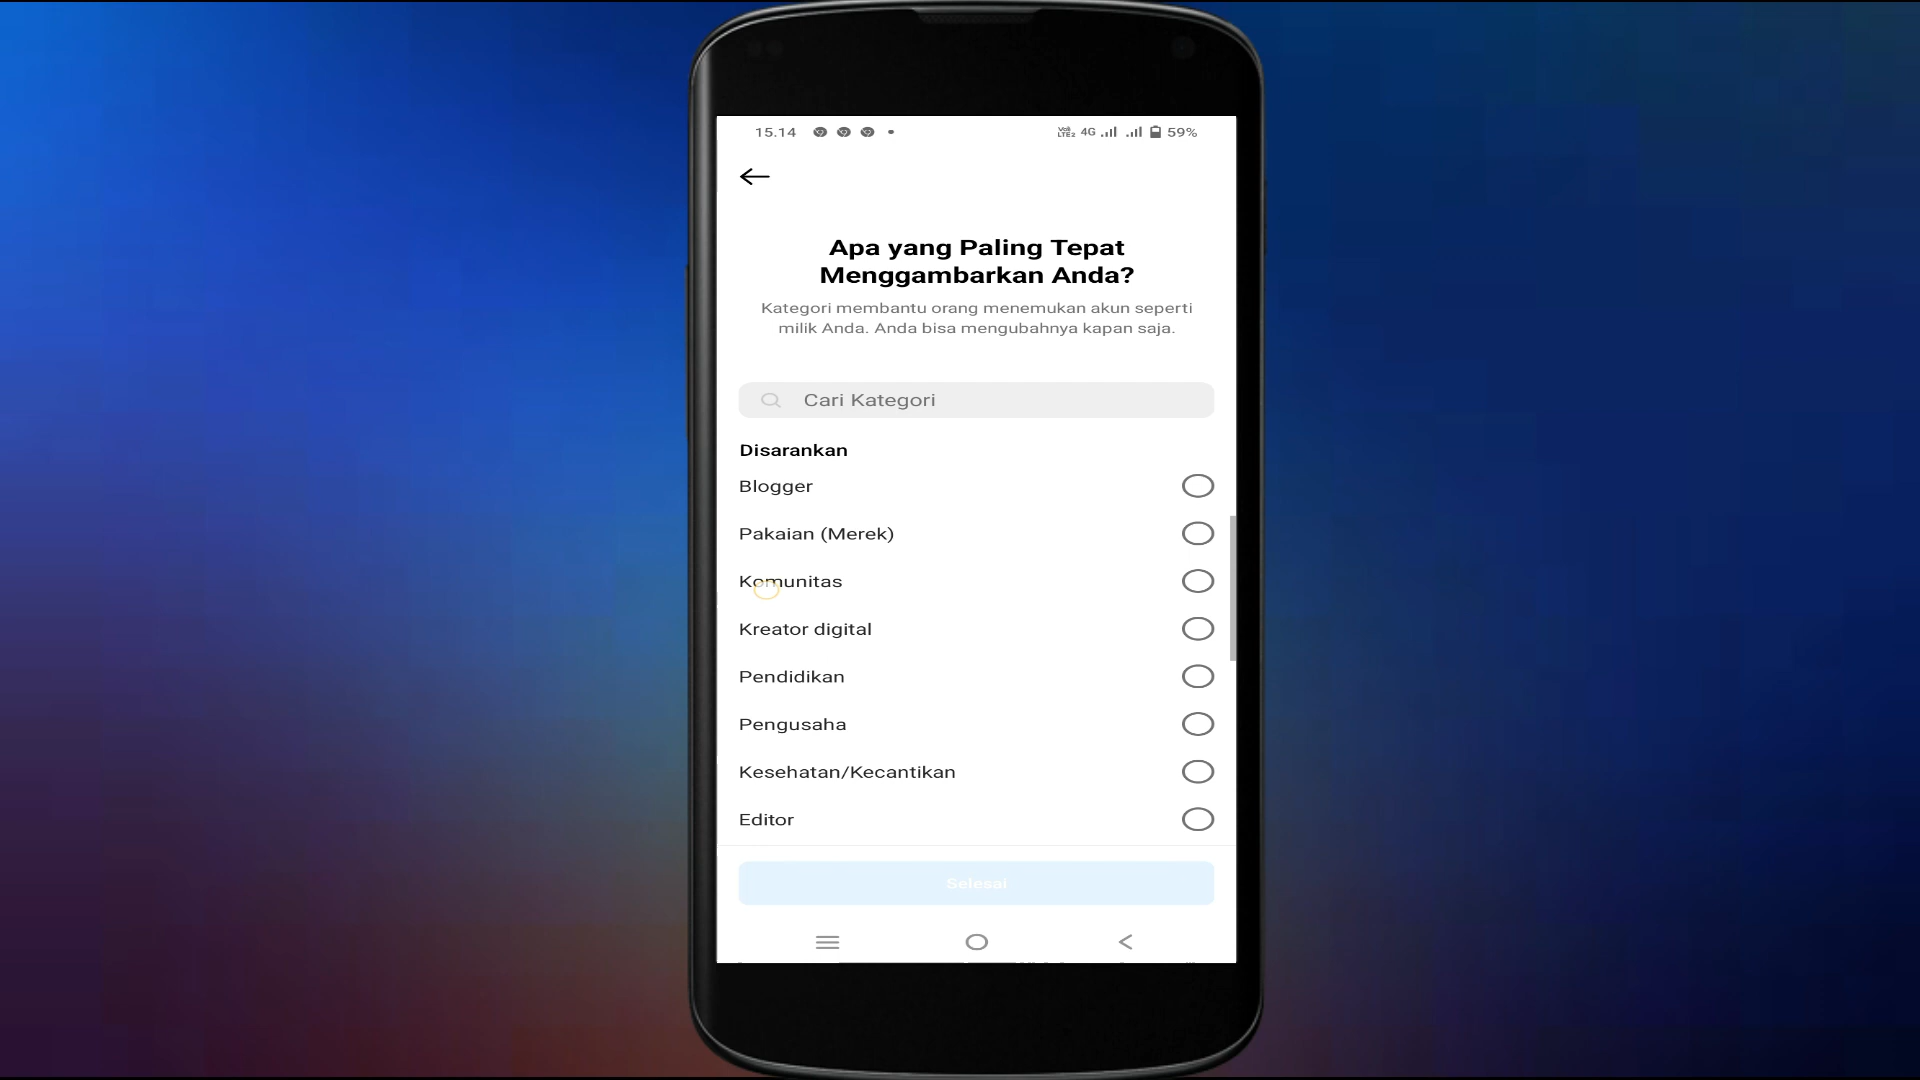 15.14 4G 59%
Apa yang Paling Tepat
Menggambarkan Anda?
Kategori membantu orang menemukan akun seperti
milik Anda. Anda bisa mengubahnya kapan saja.
Cari Kategori
Disarankan
Blogger
Pakaian (Merek)
Komunitas
Kreator digital
Pendidikan
Pengusaha
Kesehatan/Kecantikan
Editor
Selesai